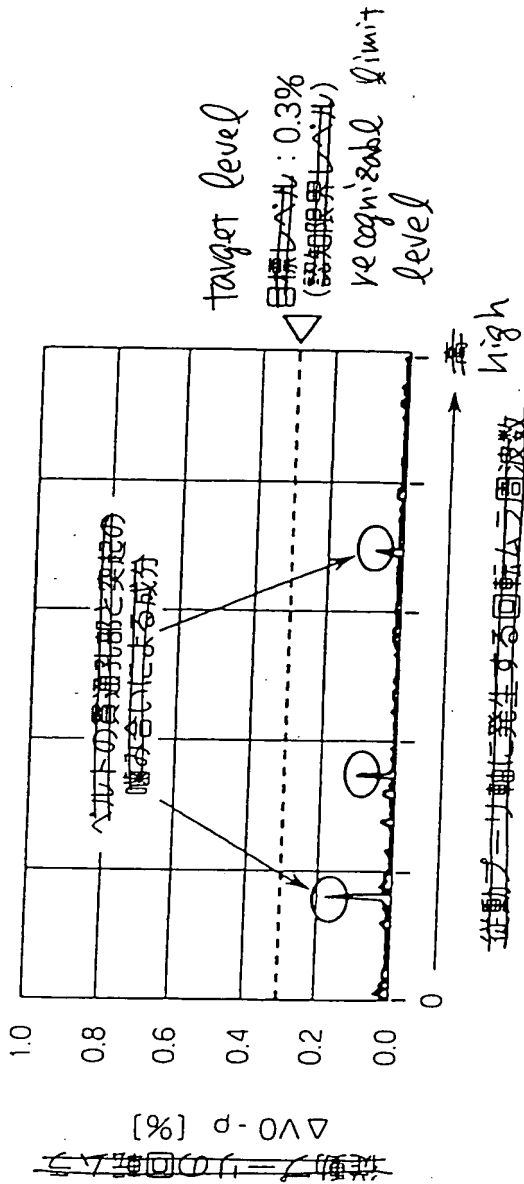 target level
目標レベル：0.3%
(認知限界レベル)
recognizable limit
level
ベルトの貫通孔部と突起の
噛み合いによる成分
1.0
0.8
0.6
0.4
0.2
0.0
従動プーリの回転ムラ
ΔV0-p [%]
0
高
high
従動プーリ軸に発生する回転ムラ周波数